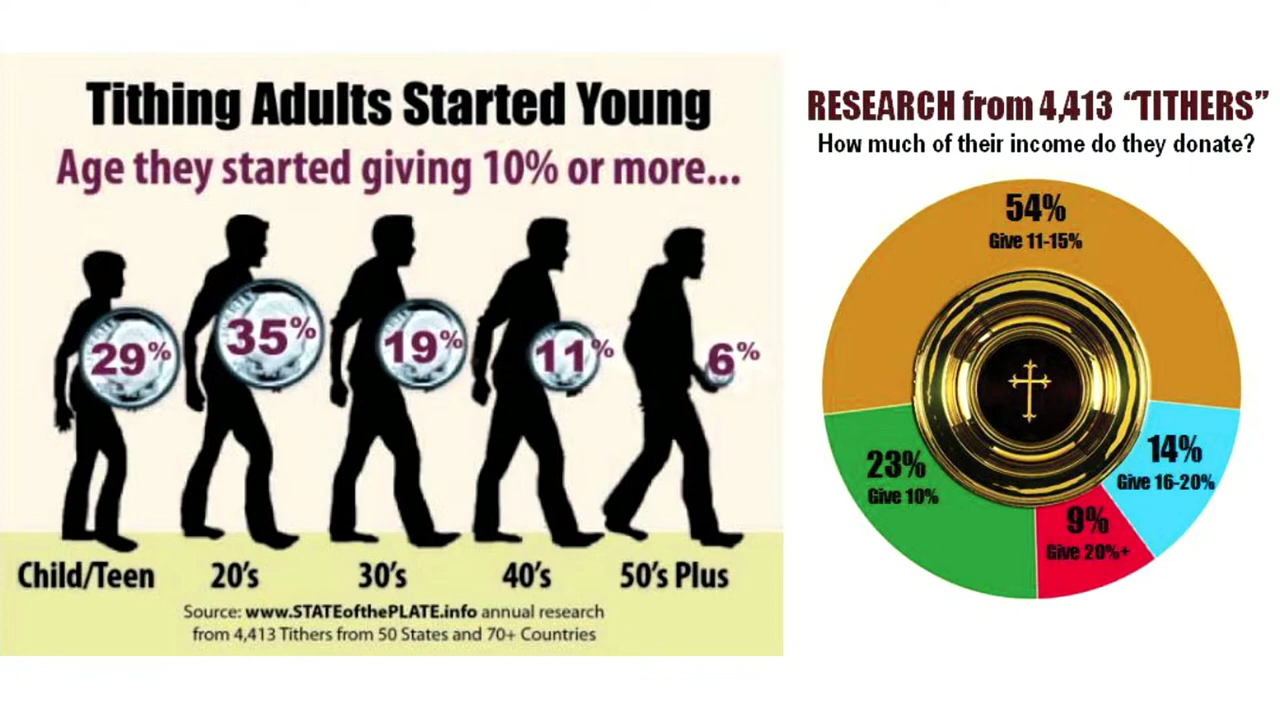 Tithing Adults Started Young
Age they started giving 10% or more...
29%
35%
19%
11%
6%
Child/Teen
20's
30's
40's
50's Plus
Source: www.STATEofthePLATE.info annual research
from 4,413 Tithers from 50 States and 70+ Countries
RESEARCH from 4,413 “TITHERS”
How much of their income do they donate?
54%
Give 11-15%
23%
Give 10%
14%
Give 16-20%
9%
Give 20%+